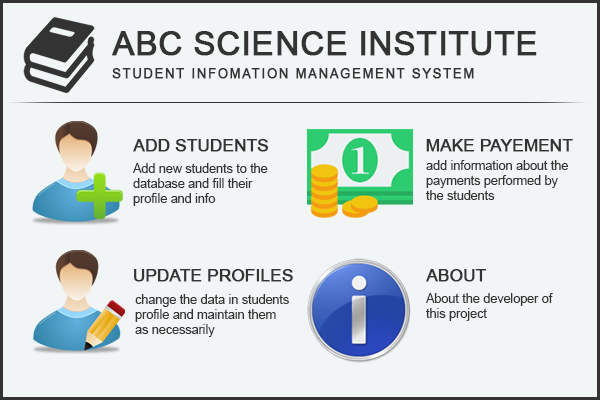 ABC SCIENCE INSTITUTE
STUDENT INFOMATION MANAGEMENT SYSTEM
ADD STUDENTS
Add new students to the
database and fill their
profile and info
1
MAKE PAYEMENT
add information about the
payments performed by
the students
UPDATE PROFILES
change the data in students
profile and maintain them
as necessarily
ABOUT
About the developer of
this project